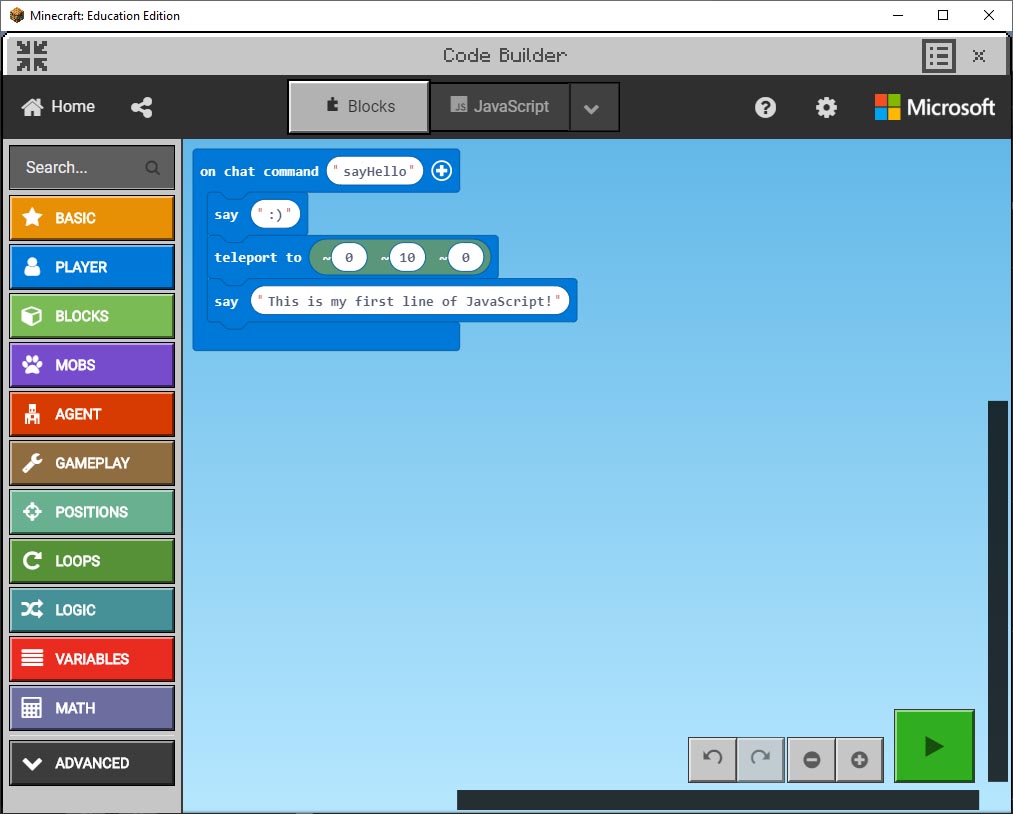 Minecraft: Education Edition
Code Builder
Home
Blocks
JS JavaScript
Microsoft
Search...
BASIC
PLAYER
BLOCKS
MOBS
AGENT
GAMEPLAY
POSITIONS
LOOPS
LOGIC
VARIABLES
MATH
ADVANCED
on chat command "sayHello"
say ":)"
teleport to ~0 ~10 ~0
say "This is my first line of JavaScript!"